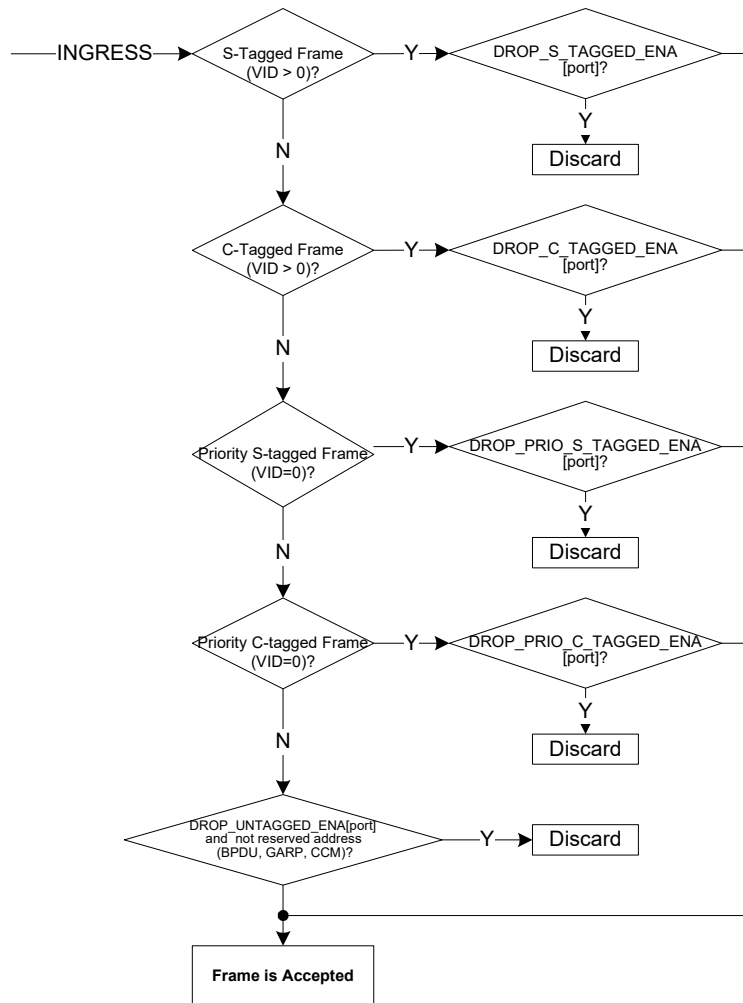 INGRESS
S-Tagged Frame
(VID > 0)?
Y
DROP_S_TAGGED_ENA
[port]?
Y
Discard
N
C-Tagged Frame
(VID > 0)?
Y
DROP_C_TAGGED_ENA
[port]?
Y
Discard
N
Priority S-tagged Frame
(VID=0)?
Y
DROP_PRIO_S_TAGGED_ENA
[port]?
Y
Discard
N
Priority C-tagged Frame
(VID=0)?
Y
DROP_PRIO_C_TAGGED_ENA
[port]?
Y
Discard
N
DROP_UNTAGGED_ENA[port]
and not reserved address
(BPDU, GARP, CCM)?
Y
Discard
Frame is Accepted